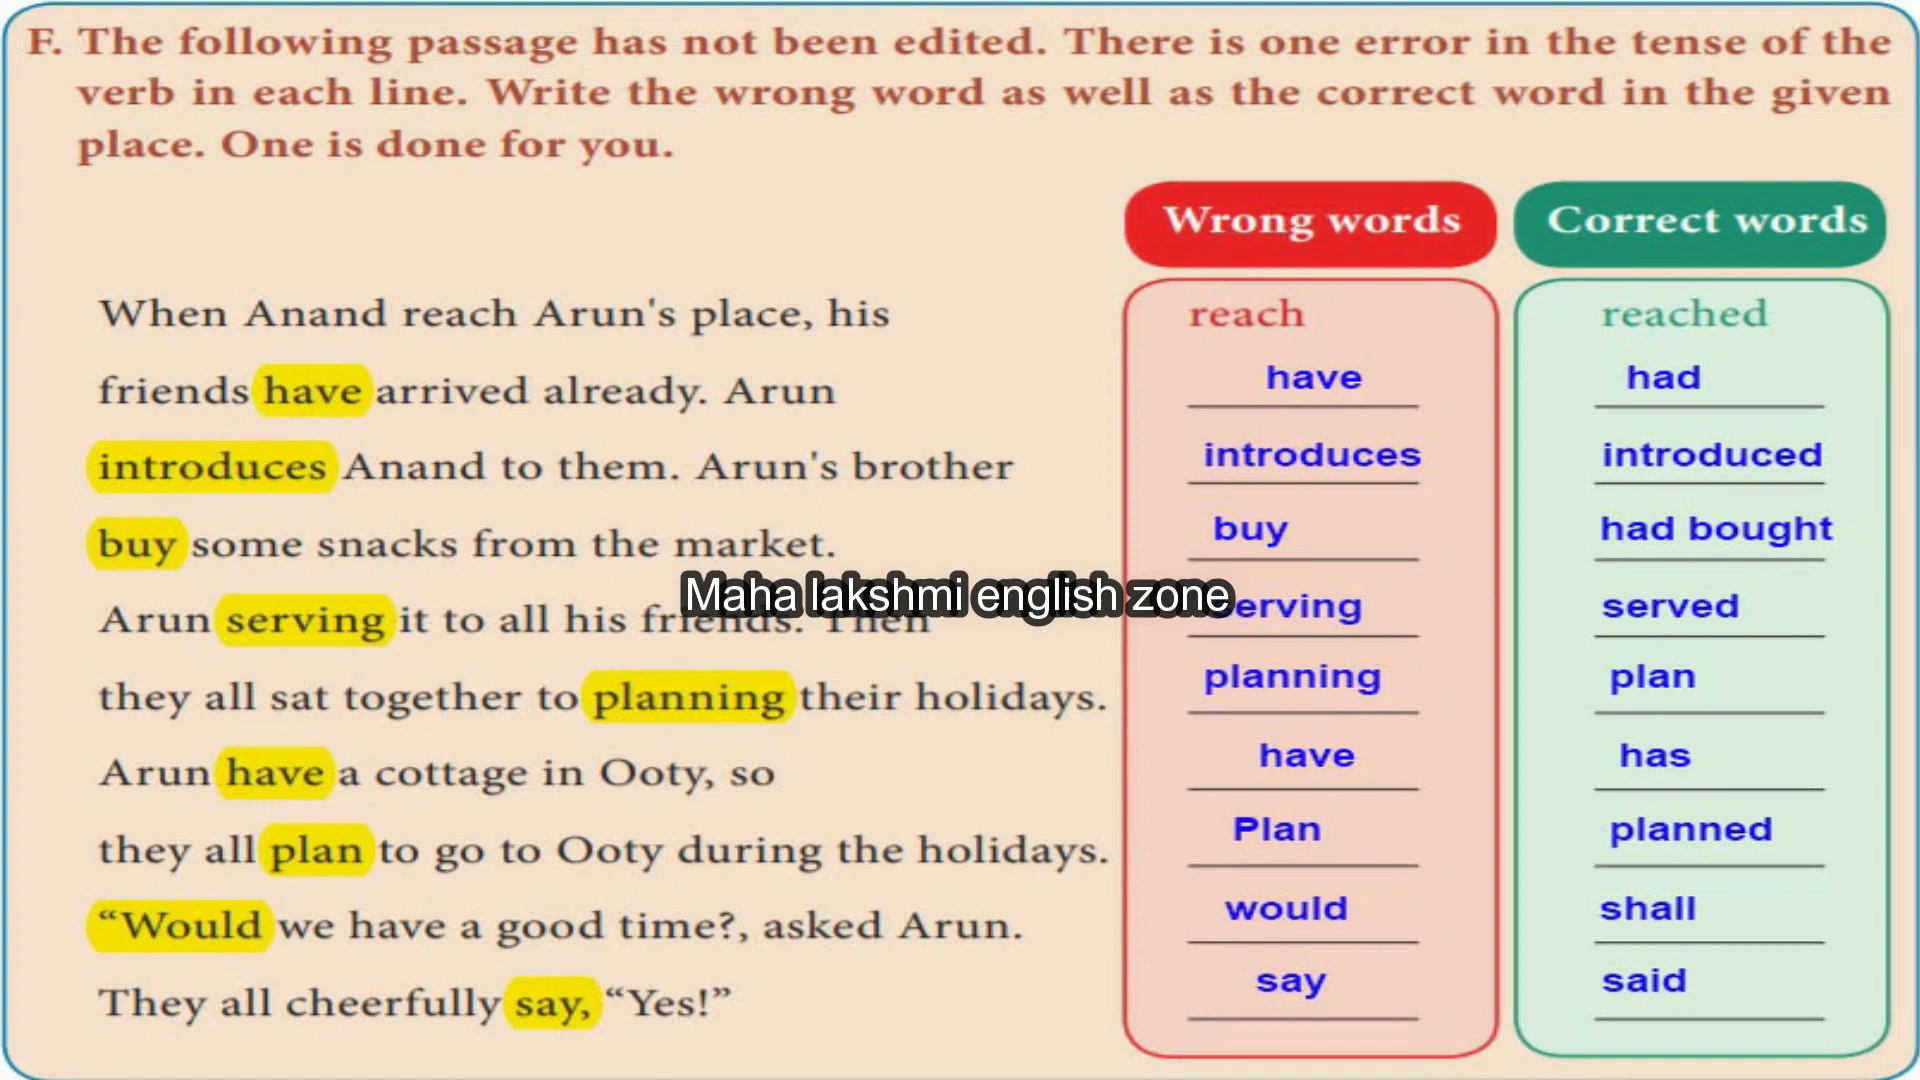 F. The following passage has not been edited. There is one error in the tense of the
verb in each line. Write the wrong word as well as the correct word in the given
place. One is done for you.
Wrong words Correct words
When Anand reach Arun's place, his reach reached
friends have arrived already. Arun have had
introduces Anand to them. Arun's brother introduces introduced
buy some snacks from the market. buy had bought
Maha lakshmi english zone
Arun serving it to all his friends. Then serving served
they all sat together to planning their holidays. planning plan
Arun have a cottage in Ooty, so have has
they all plan to go to Ooty during the holidays. Plan planned
“Would we have a good time?, asked Arun. would shall
They all cheerfully say, “Yes!” say said